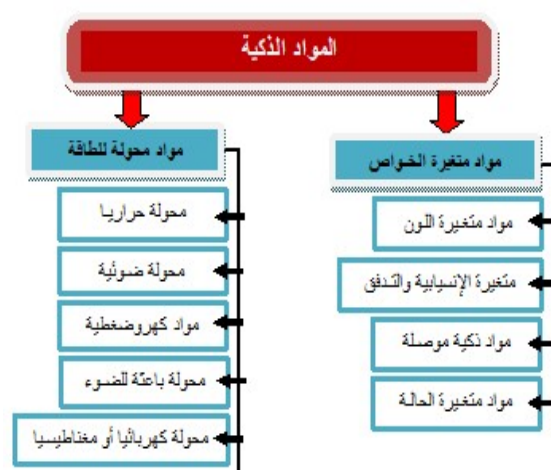 المواد الذكية
مواد متغيرة الخواص
مواد متغيرة اللون
متغيرة الإنسيابية والتدفق
مواد ذكية موصلة
مواد متغيرة الحالة
مواد محولة للطاقة
محولة حراريا
محولة ضوئية
مواد كهروضغطية
محولة باعثة للضوء
محولة كهربائيا أو مغناطيسيا